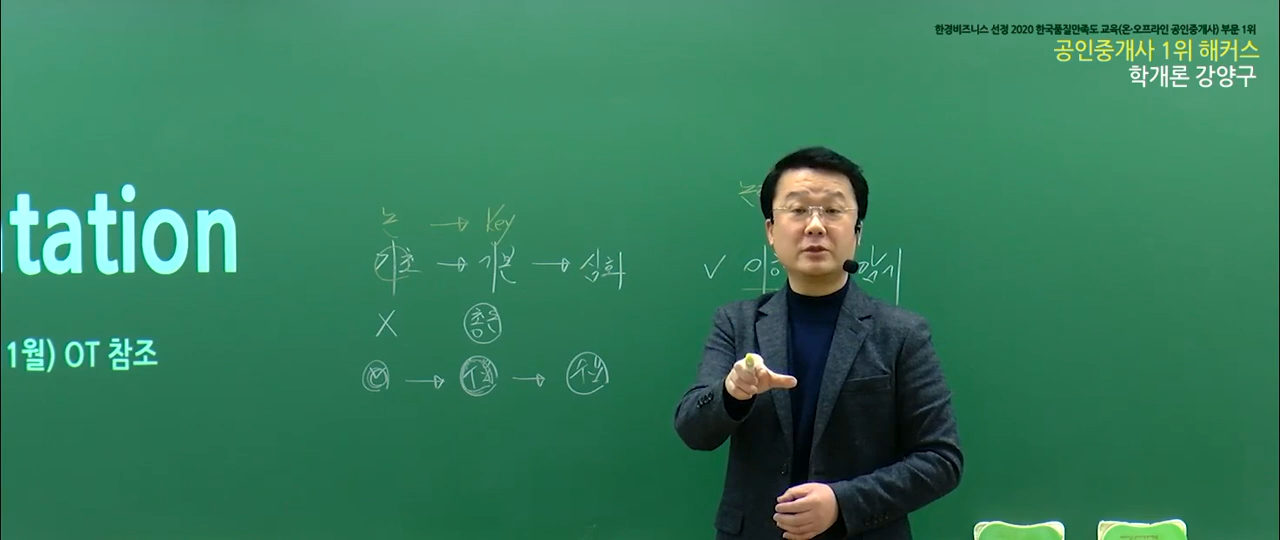 한경비즈니스 선정 2020 한국품질만족도 교육(온·오프라인 공인중개사) 부문 1위
공인중개사 1위 해커스
학개론 강양구
tation
1월) OT 참조
논 → Key
기초 → 기본 → 심화
X
→ →
✓
암기